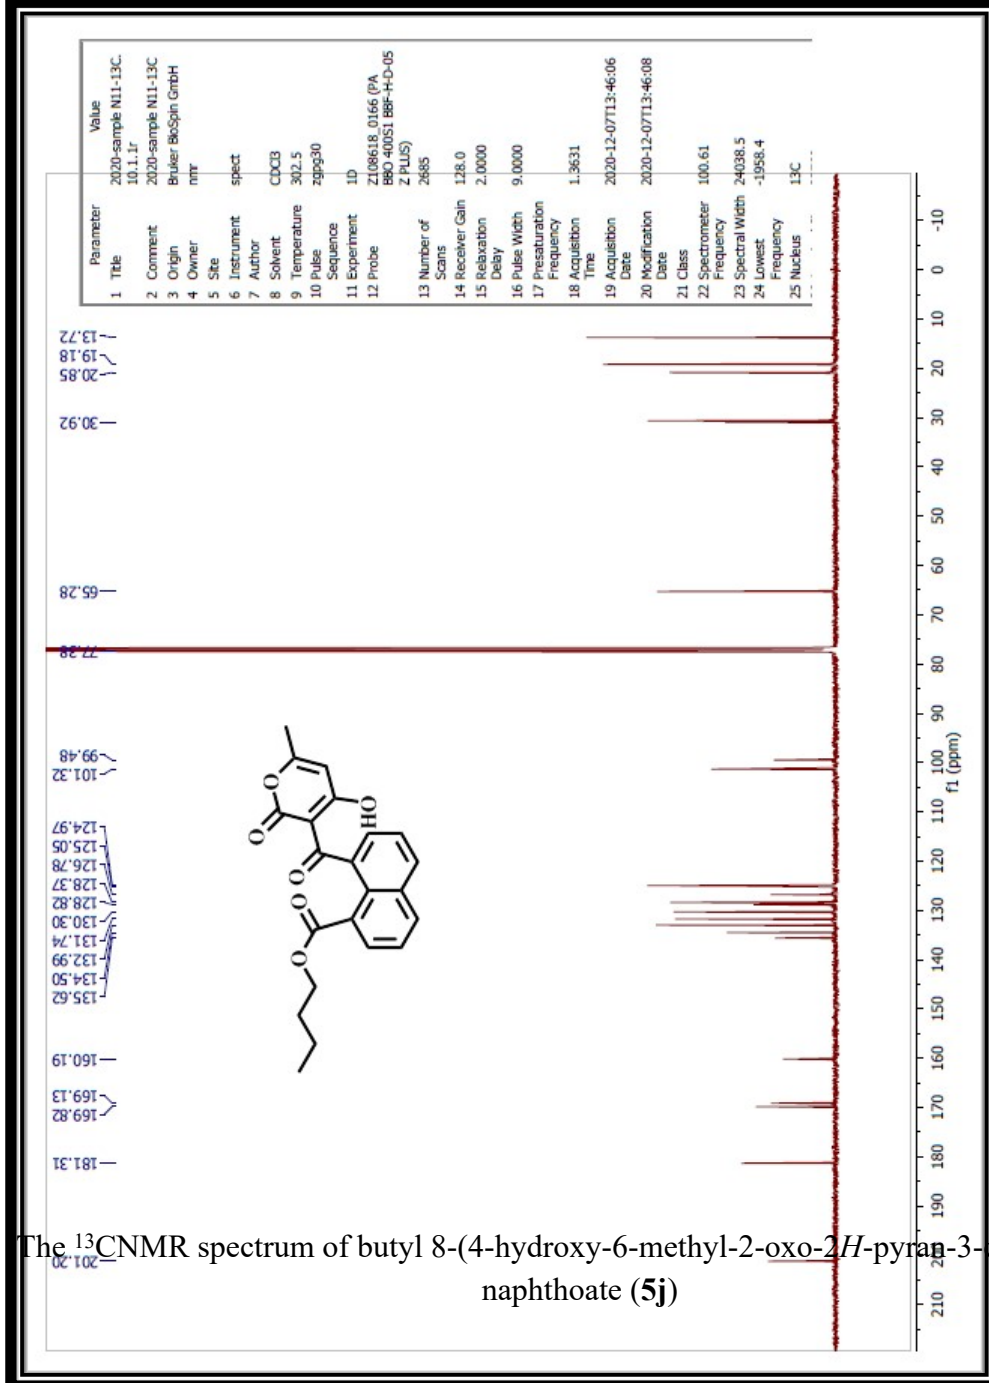 Parameter Value
1 Title 2020-sample N11-13C.
10.1.1r
2 Comment 2020-sample N11-13C
3 Origin Bruker BioSpin GmbH
4 Owner nmr
5 Site
6 Instrument spect
7 Author
8 Solvent CDCl3
9 Temperature 302.5
10 Pulse zgpg30
Sequence
11 Experiment 1D
12 Probe Z108618_0166 (PA
BBO 400S1 BBF-H-D-05
Z PLUS)
13 Number of 2685
Scans
14 Receiver Gain 128.0
15 Relaxation 2.0000
Delay
16 Pulse Width 9.0000
17 Presaturation
Frequency
18 Acquisition 1.3631
Time
19 Acquisition 2020-12-07T13:46:06
Date
20 Modification 2020-12-07T13:46:08
Date
21 Class
22 Spectrometer 100.61
Frequency
23 Spectral Width 24038.5
24 Lowest -1958.4
Frequency
25 Nucleus 13C
13.72
19.18
20.85
30.92
65.28
77.28
99.48
101.32
124.97
125.05
126.78
128.37
128.82
130.30
131.74
132.99
134.50
135.62
160.19
169.13
169.82
181.31
201.20
O
O
HO
O
O
O
-10
0
10
20
30
40
50
60
70
80
90
100
110
120
130
140
150
160
170
180
190
200
210
f1 (ppm)
The ¹³CNMR spectrum of butyl 8-(4-hydroxy-6-methyl-2-oxo-2H-pyran-3-
naphthoate (5j)